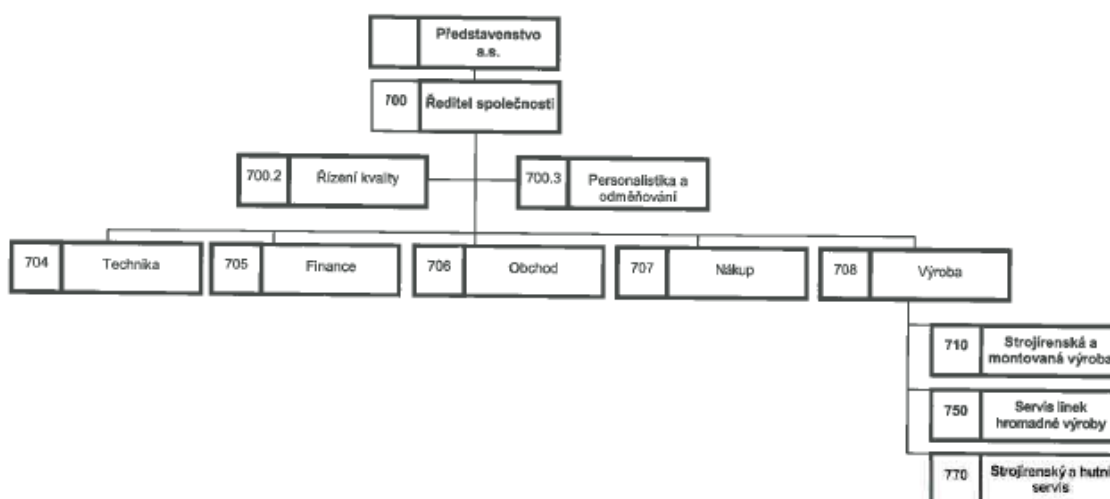 Představenstvo
a.s.
700 Ředitel společnosti
700.2 Řízení kvality
700.3 Personalistika a
odměňování
704 Technika
705 Finance
706 Obchod
707 Nákup
708 Výroba
710 Strojírenská a
montovaná výroba
750 Servis linek
hromadné výroby
770 Strojírenský a hutní
servis